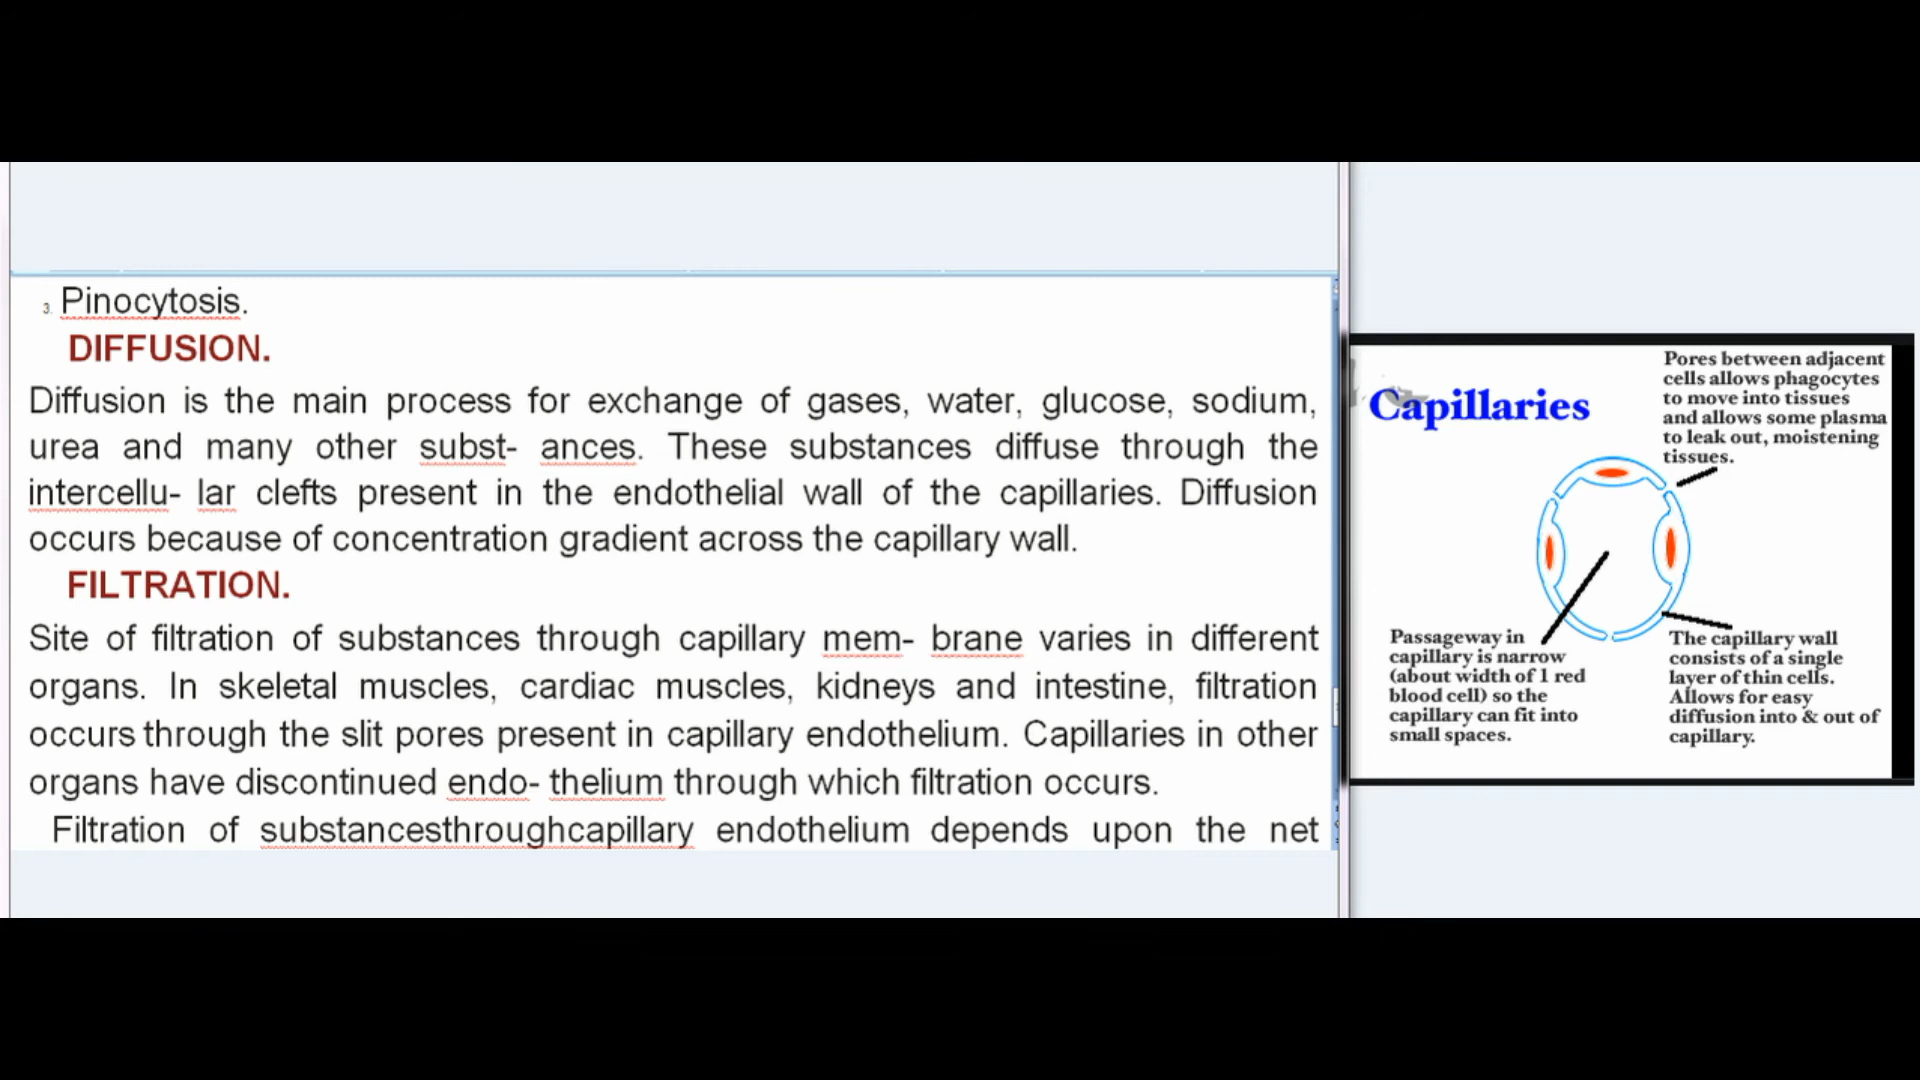 3. Pinocytosis.
DIFFUSION.
Diffusion is the main process for exchange of gases, water, glucose, sodium,
urea and many other subst- ances. These substances diffuse through the
intercellu- lar clefts present in the endothelial wall of the capillaries. Diffusion
occurs because of concentration gradient across the capillary wall.
FILTRATION.
Site of filtration of substances through capillary mem- brane varies in different
organs. In skeletal muscles, cardiac muscles, kidneys and intestine, filtration
occurs through the slit pores present in capillary endothelium. Capillaries in other
organs have discontinued endo- thelium through which filtration occurs.
Filtration of substancesthroughcapillary endothelium depends upon the net
Capillaries
Pores between adjacent
cells allows phagocytes
to move into tissues
and allows some plasma
to leak out, moistening
tissues.
Passageway in
capillary is narrow
(about width of 1 red
blood cell) so the
capillary can fit into
small spaces.
The capillary wall
consists of a single
layer of thin cells.
Allows for easy
diffusion into & out of
capillary.